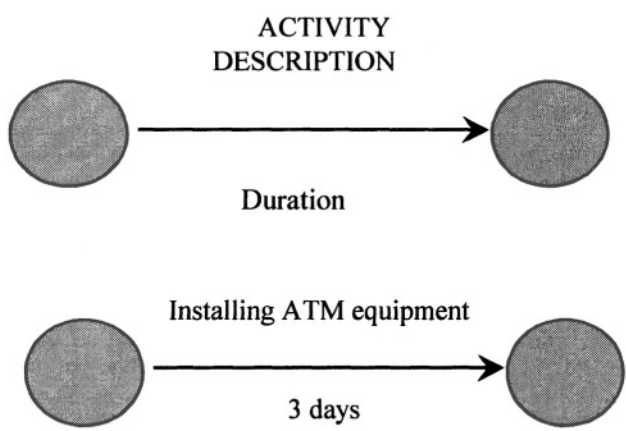 ACTIVITY
DESCRIPTION
Duration
Installing ATM equipment
3 days